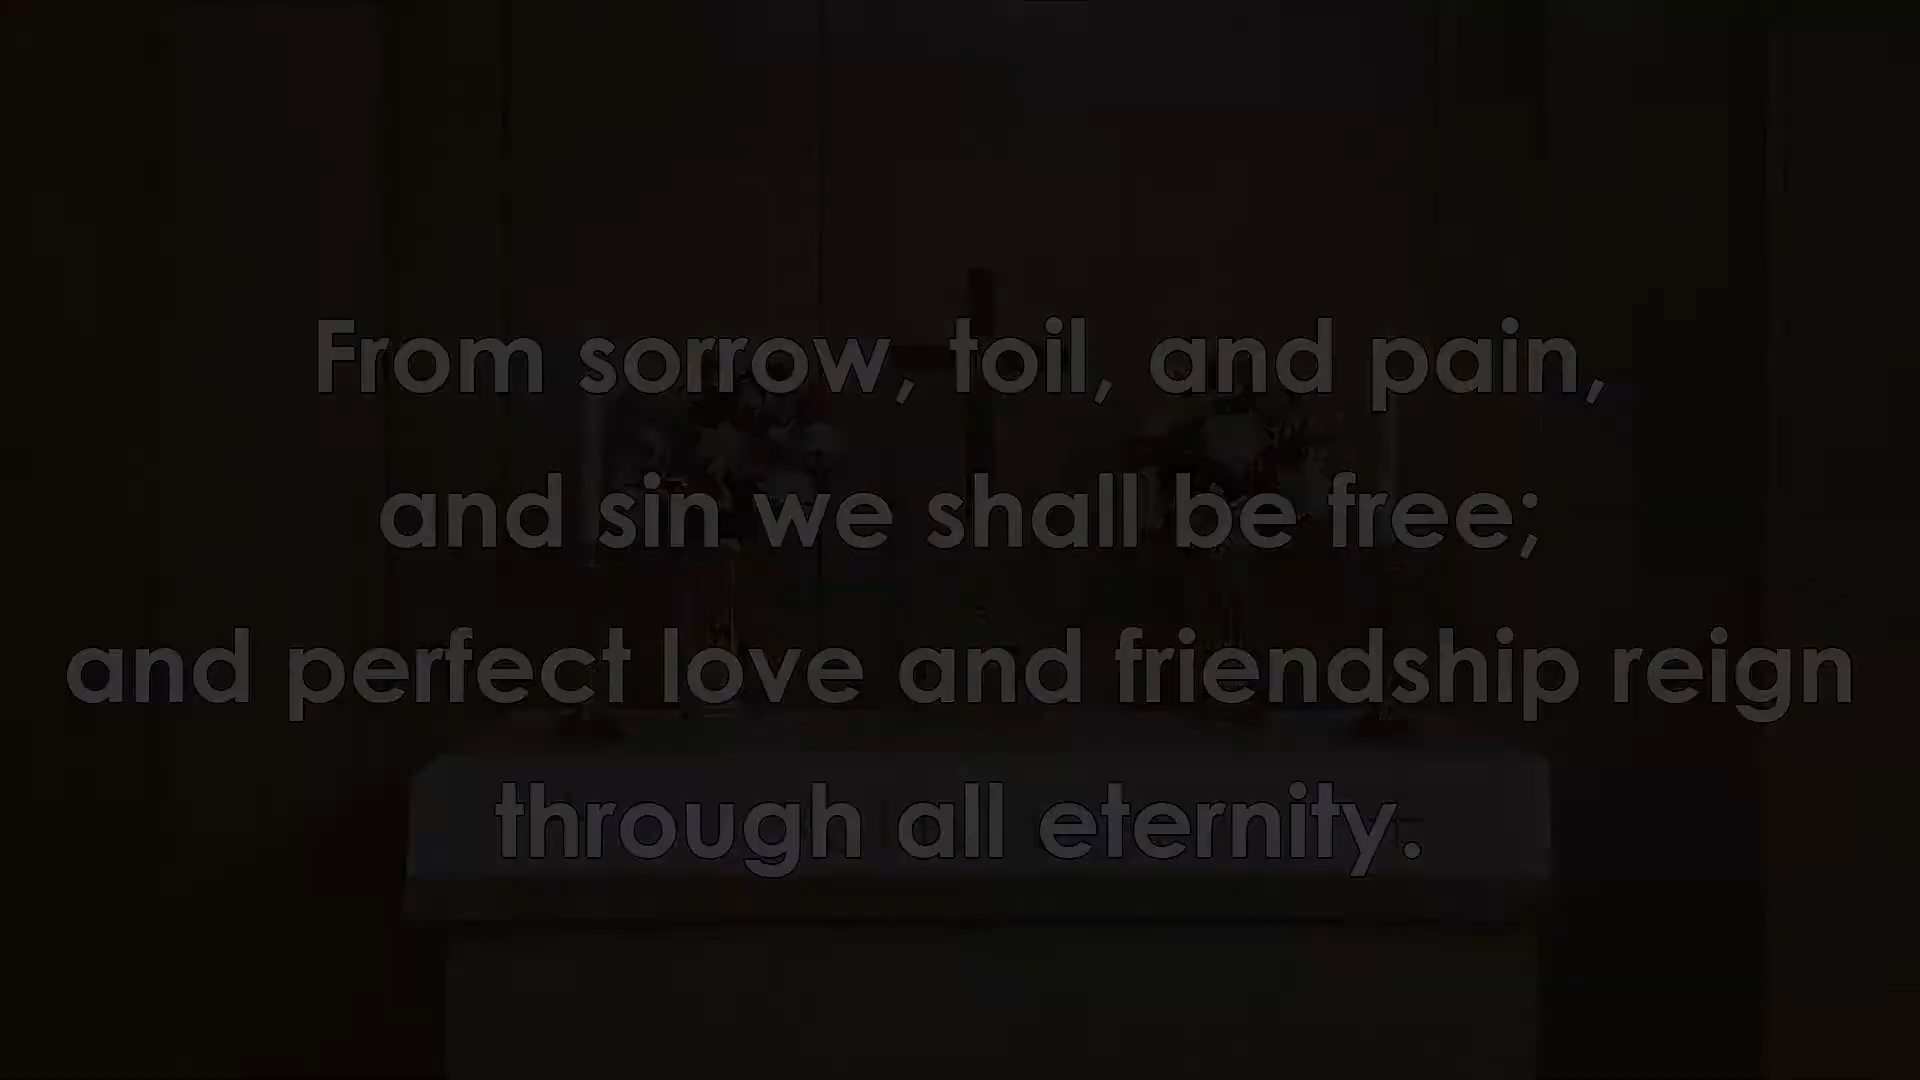 From sorrow, toil, and pain,
and sin we shall be free;
and perfect love and friendship reign
through all eternity.